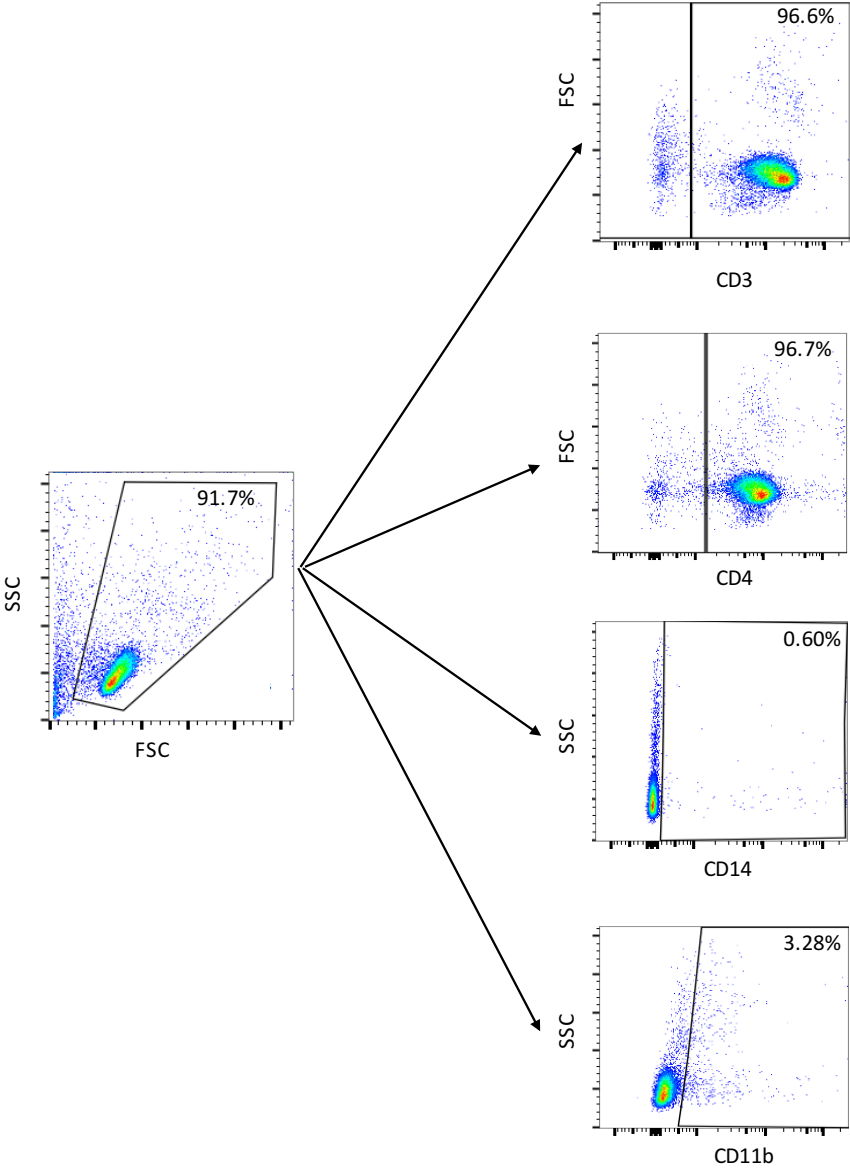 96.6%
FSC
CD3
96.7%
FSC
CD4
91.7%
SSC
FSC
0.60%
SSC
CD14
3.28%
SSC
CD11b